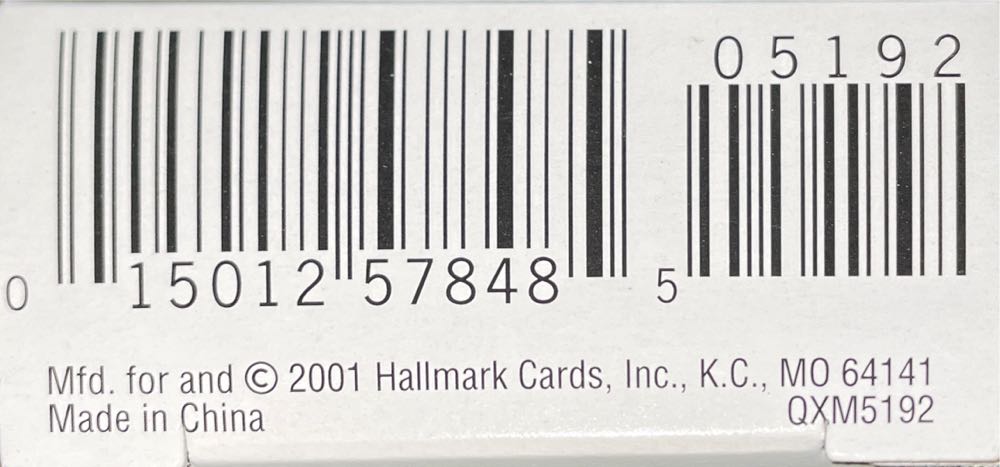 05192
0 15012 57848 5
Mfd. for and © 2001 Hallmark Cards, Inc., K.C., MO 64141
Made in China QXM5192